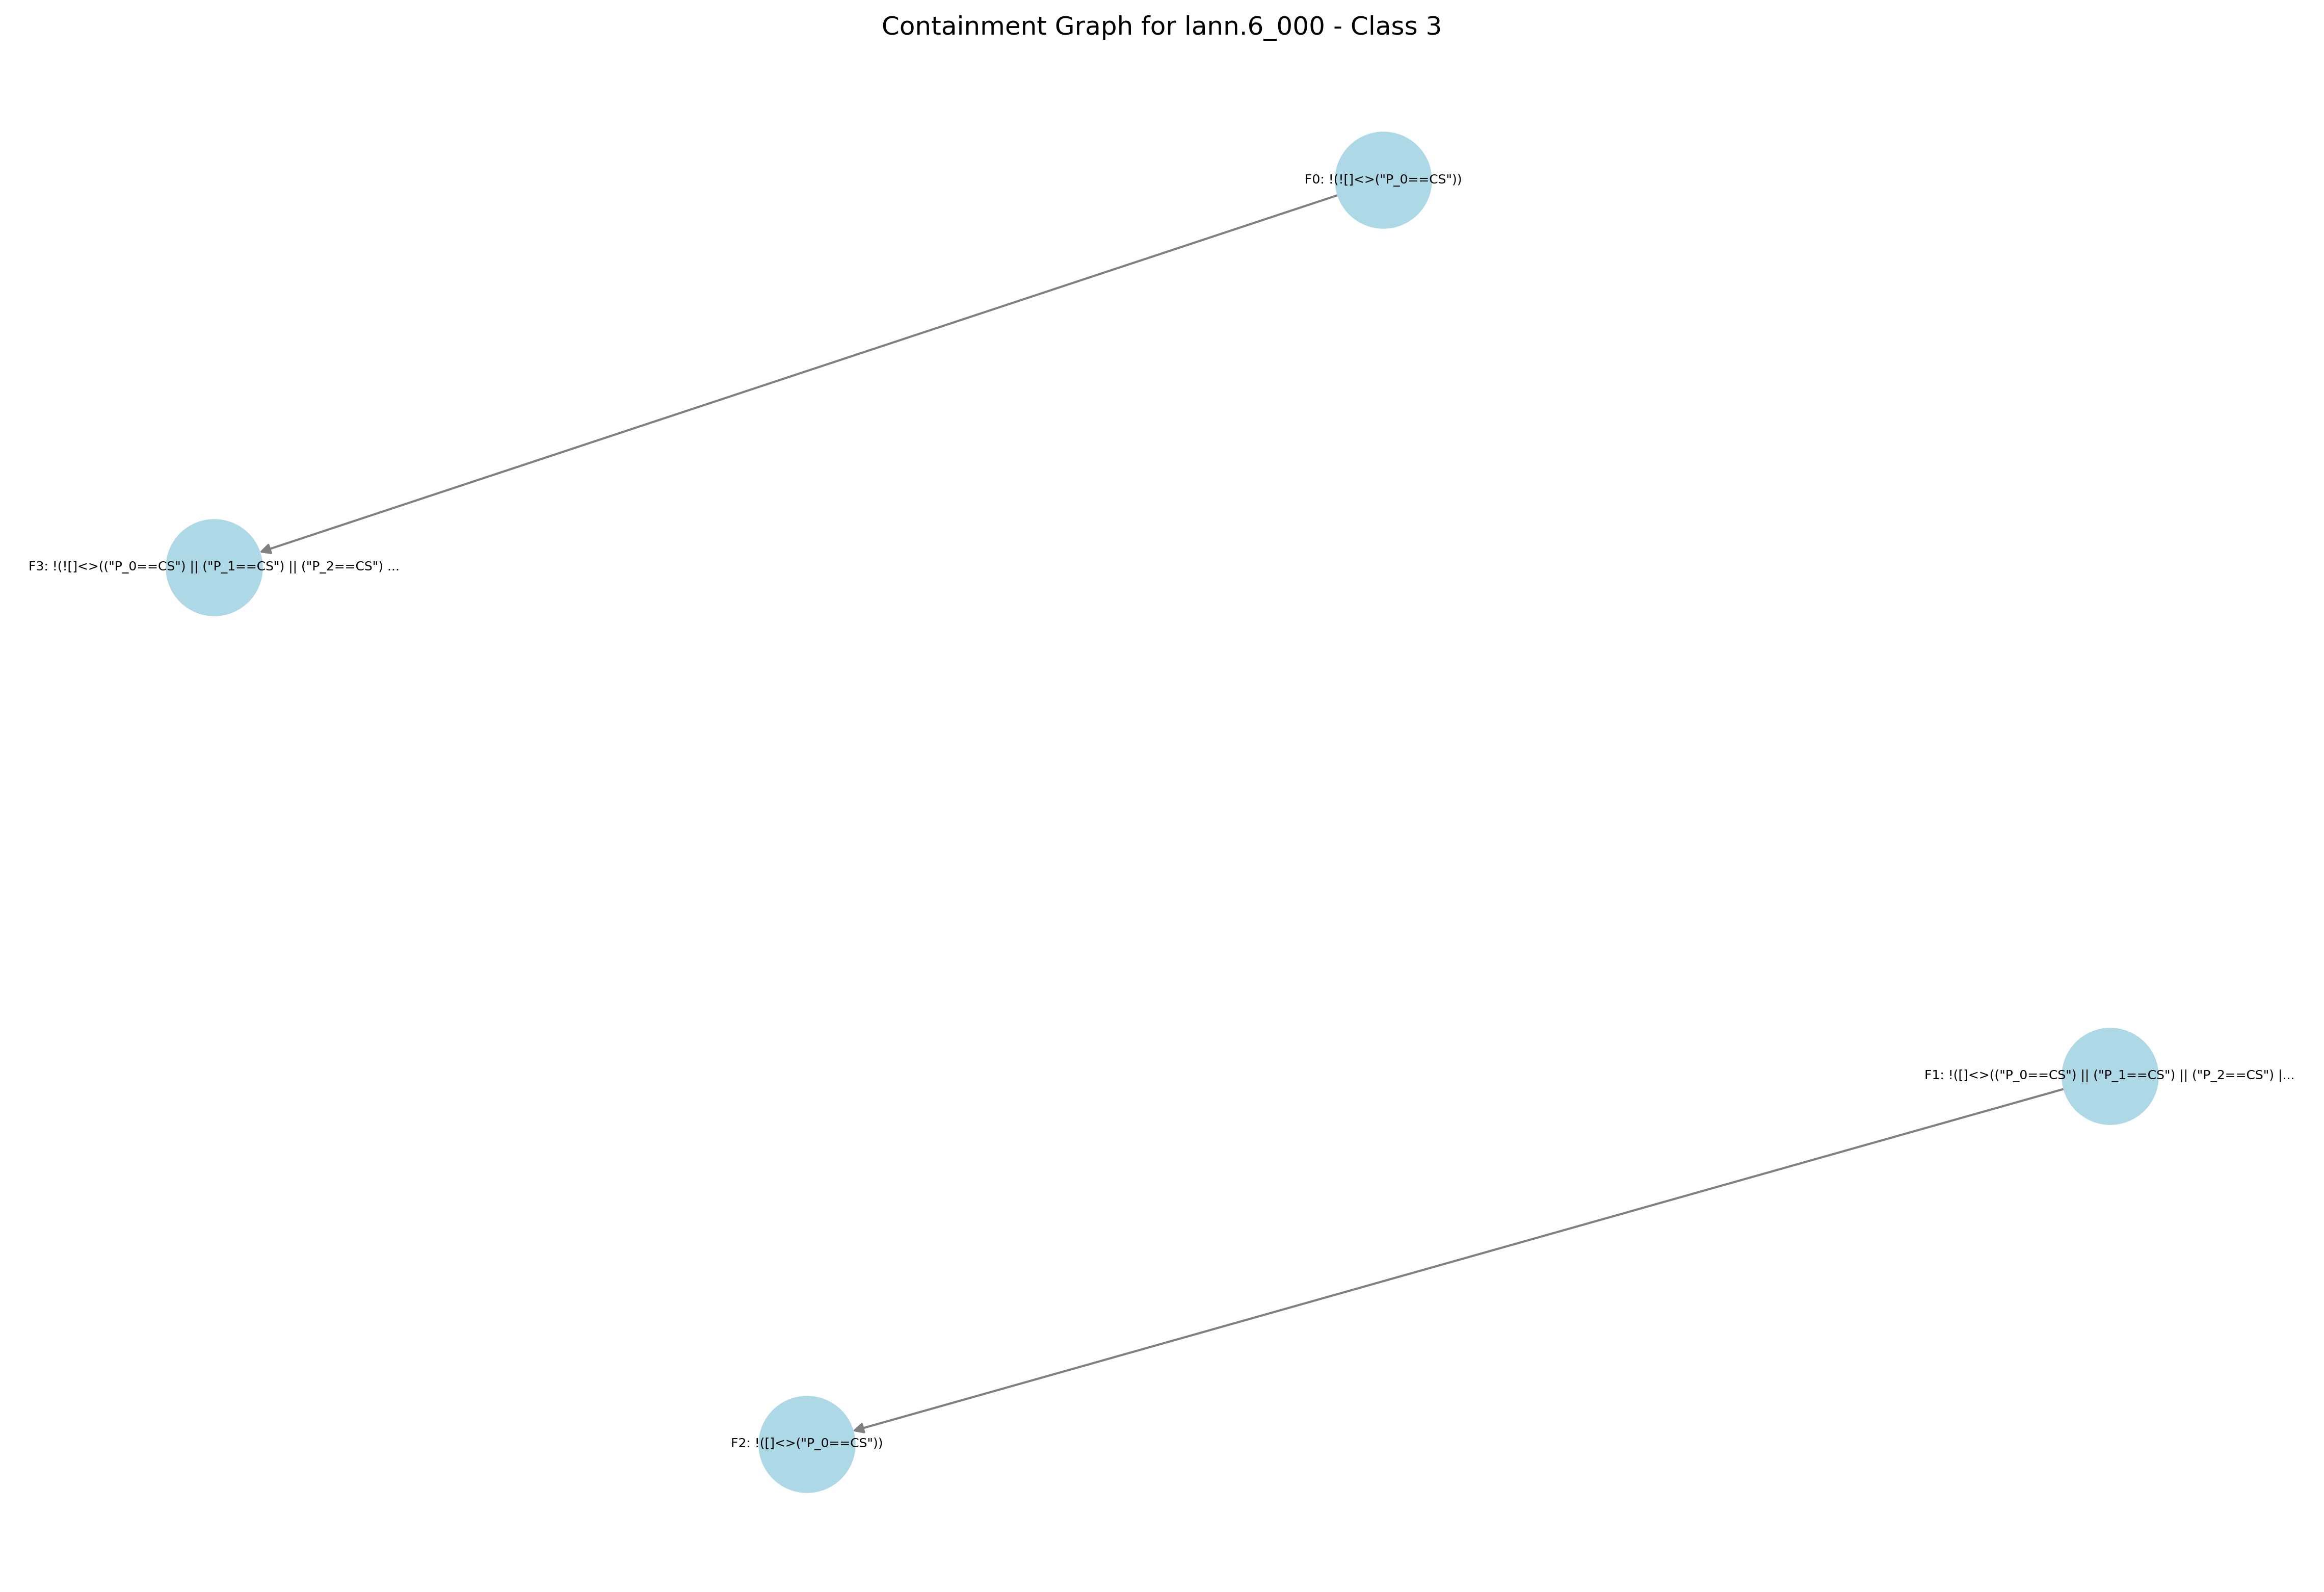 Containment Graph for lann.6_000 - Class 3
F0: !(![]<>("P_0==CS"))
F3: !(![]<>(("P_0==CS") || ("P_1==CS") || ("P_2==CS") ...
F1: !([]<>(("P_0==CS") || ("P_1==CS") || ("P_2==CS") |...
F2: !([]<>("P_0==CS"))